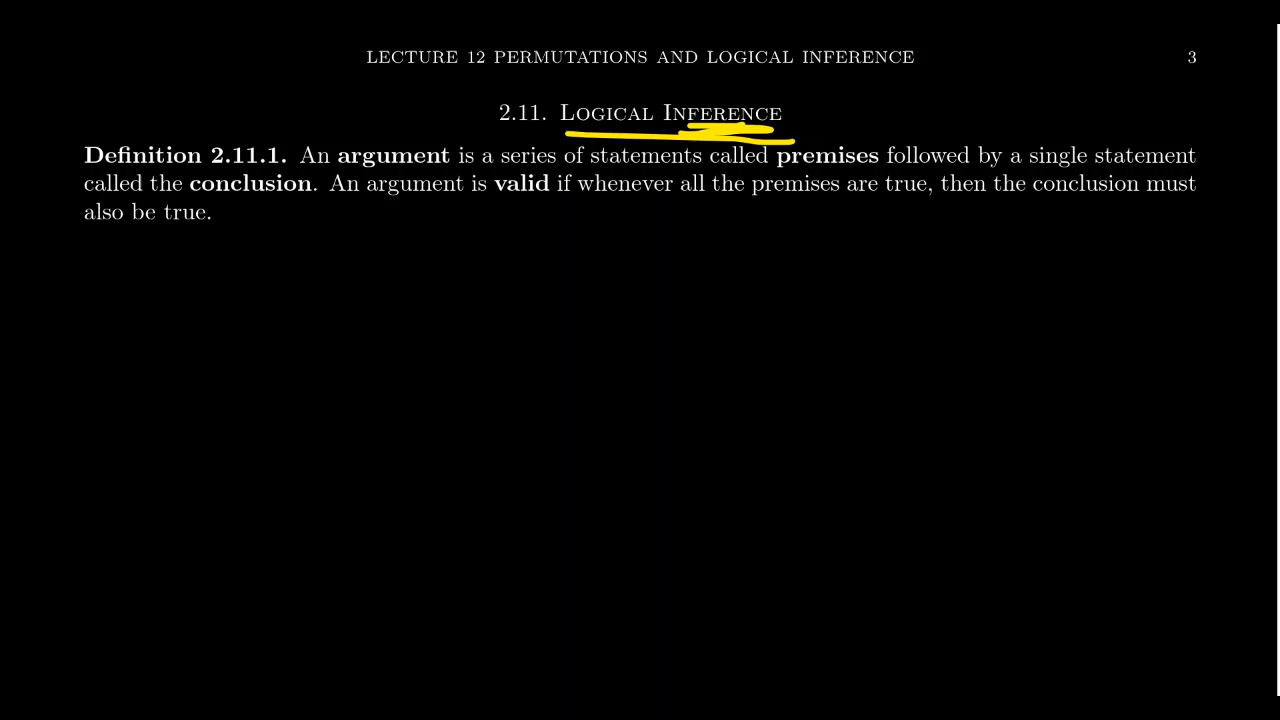 LECTURE 12 PERMUTATIONS AND LOGICAL INFERENCE 3
2.11. LOGICAL INFERENCE
Definition 2.11.1. An argument is a series of statements called premises followed by a single statement
called the conclusion. An argument is valid if whenever all the premises are true, then the conclusion must
also be true.